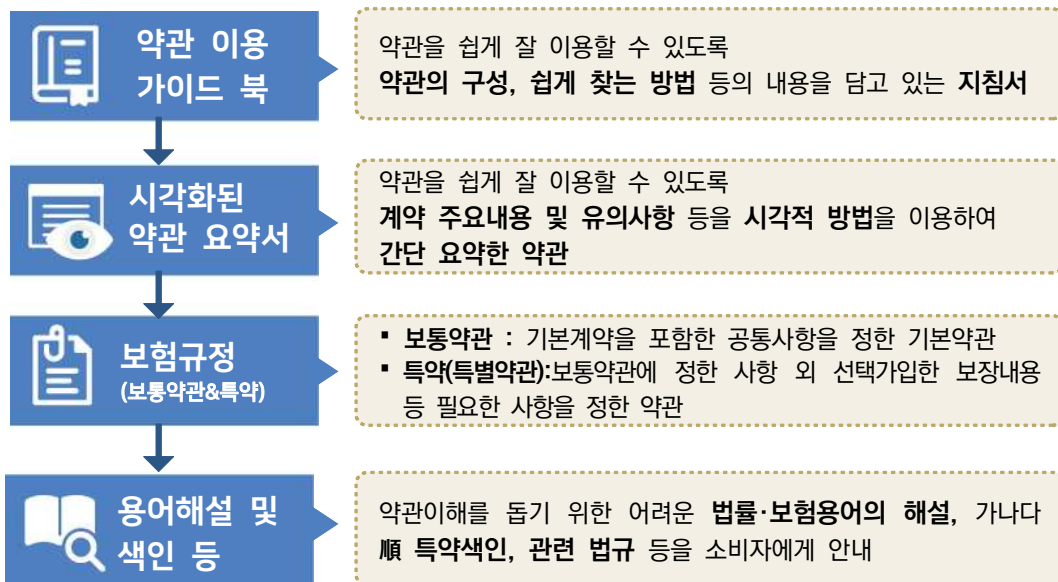 약관 이용
가이드 북
약관을 쉽게 잘 이용할 수 있도록
약관의 구성, 쉽게 찾는 방법 등의 내용을 담고 있는 지침서
시각화된
약관 요약서
약관을 쉽게 잘 이용할 수 있도록
계약 주요내용 및 유의사항 등을 시각적 방법을 이용하여
간단 요약한 약관
보험규정
(보통약관&특약)
▪ 보통약관 : 기본계약을 포함한 공통사항을 정한 기본약관
▪ 특약(특별약관):보통약관에 정한 사항 외 선택가입한 보장내용
등 필요한 사항을 정한 약관
용어해설 및
색인 등
약관이해를 돕기 위한 어려운 법률·보험용어의 해설, 가나다
順 특약색인, 관련 법규 등을 소비자에게 안내